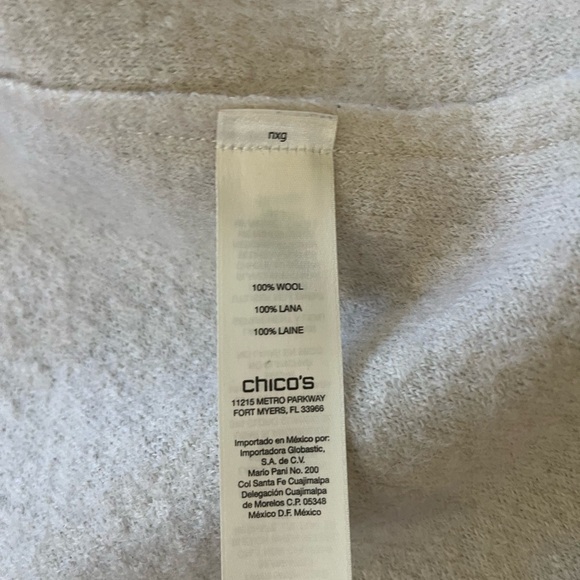 nxg
100% WOOL
100% LANA
100% LAINE
chico's
11215 METRO PARKWAY
FORT MYERS, FL 33966
Importado en México por:
Importadora Globastic,
S.A. de C.V.
Mario Pani No. 200
Col Santa Fe Cuajimalpa
Delegación Cuajimalpa
de Morelos C.P. 05348
México D.F. México